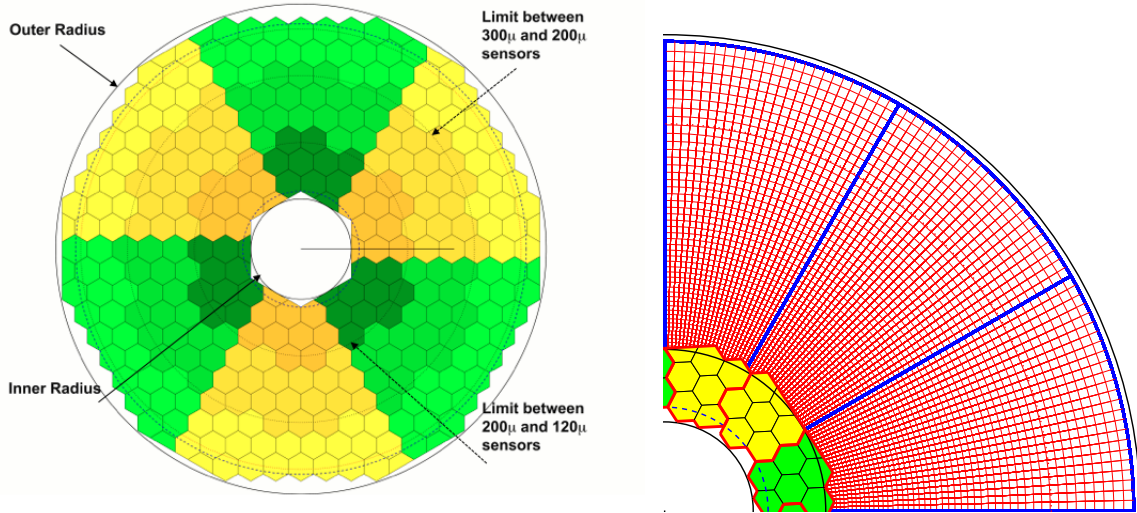 Outer Radius
Limit between
300µ and 200µ
sensors
Inner Radius
Limit between
200µ and 120µ
sensors